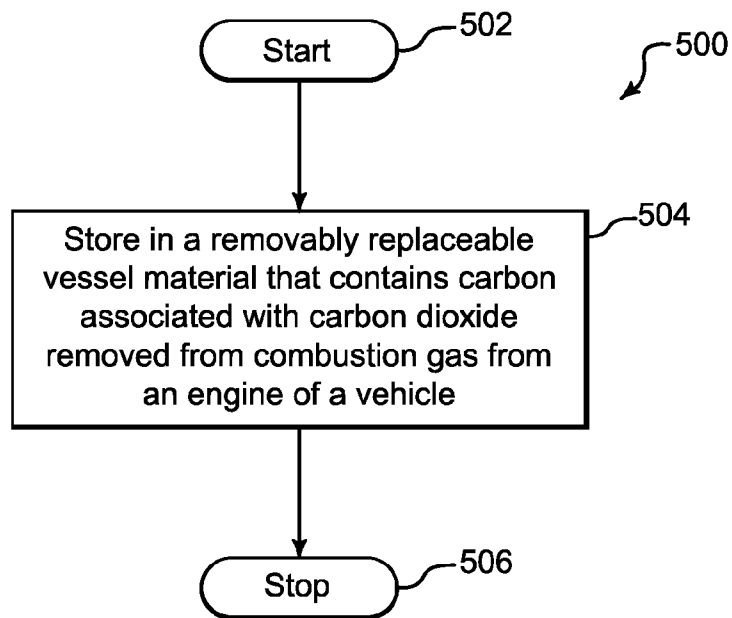 Start
502
500
Store in a removably replaceable
vessel material that contains carbon
associated with carbon dioxide
removed from combustion gas from
an engine of a vehicle
504
Stop
506